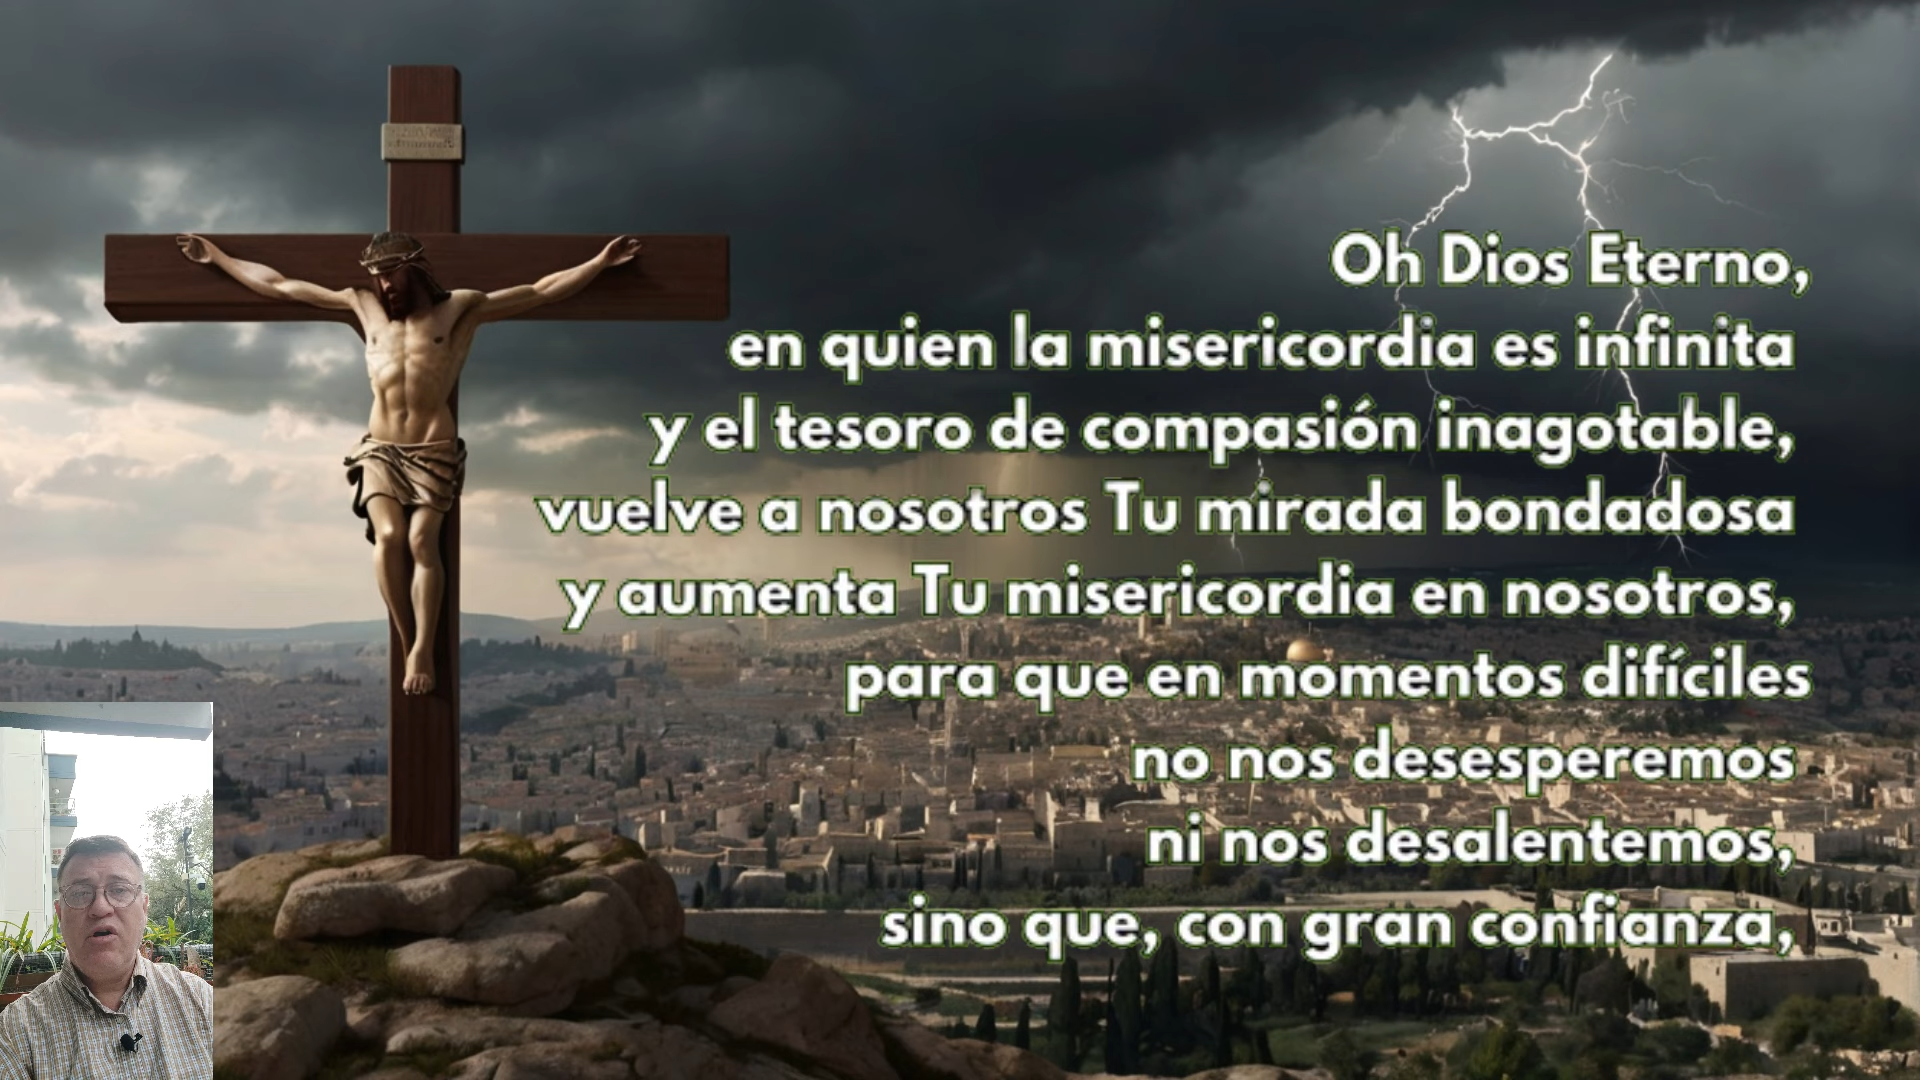 Oh Dios Eterno,
en quien la misericordia es infinita
y el tesoro de compasión inagotable,
vuelve a nosotros Tu mirada bondadosa
y aumenta Tu misericordia en nosotros,
para que en momentos difíciles
no nos desesperemos
ni nos desalentemos,
sino que, con gran confianza,